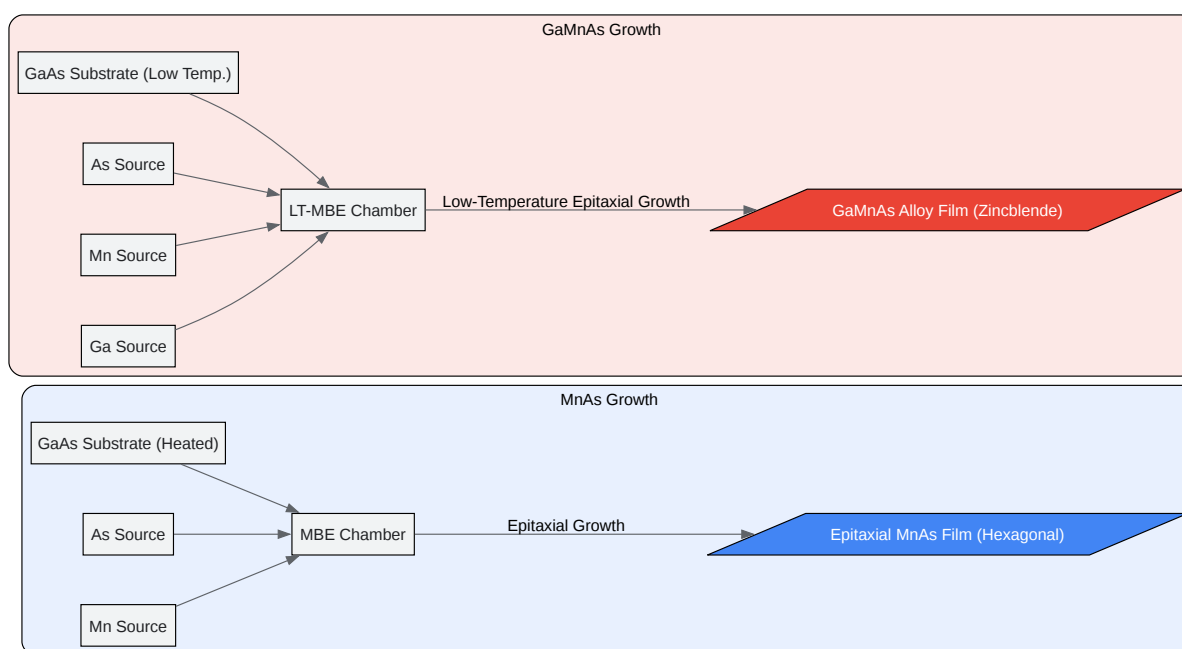 GaMnAs Growth
GaAs Substrate (Low Temp.)
As Source
LT-MBE Chamber
Low-Temperature Epitaxial Growth
GaMnAs Alloy Film (Zincblende)
Mn Source
Ga Source
MnAs Growth
GaAs Substrate (Heated)
As Source
MBE Chamber
Epitaxial Growth
Epitaxial MnAs Film (Hexagonal)
Mn Source